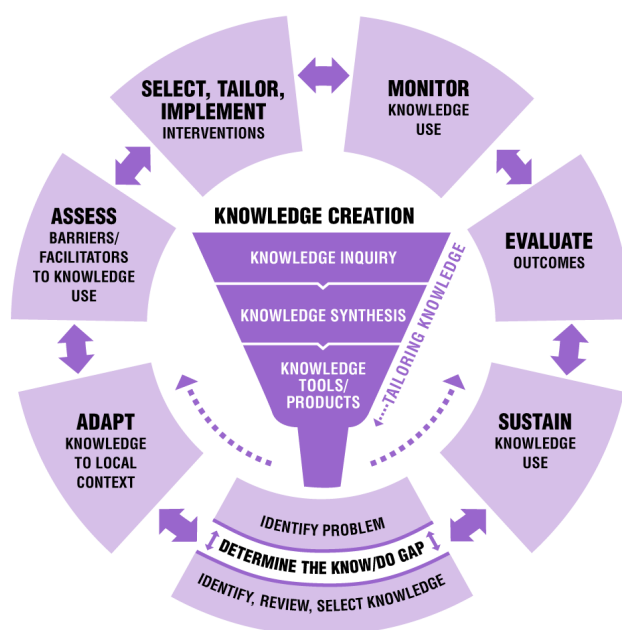 SELECT, TAILOR,
IMPLEMENT
INTERVENTIONS
MONITOR
KNOWLEDGE
USE
ASSESS
BARRIERS/
FACILITATORS
TO KNOWLEDGE
USE
KNOWLEDGE CREATION
KNOWLEDGE INQUIRY
KNOWLEDGE SYNTHESIS
KNOWLEDGE
TOOLS/
PRODUCTS
TAILORING KNOWLEDGE
EVALUATE
OUTCOMES
ADAPT
KNOWLEDGE
TO LOCAL
CONTEXT
SUSTAIN
KNOWLEDGE
USE
IDENTIFY PROBLEM
DETERMINE THE KNOW/DO GAP
IDENTIFY, REVIEW, SELECT KNOWLEDGE